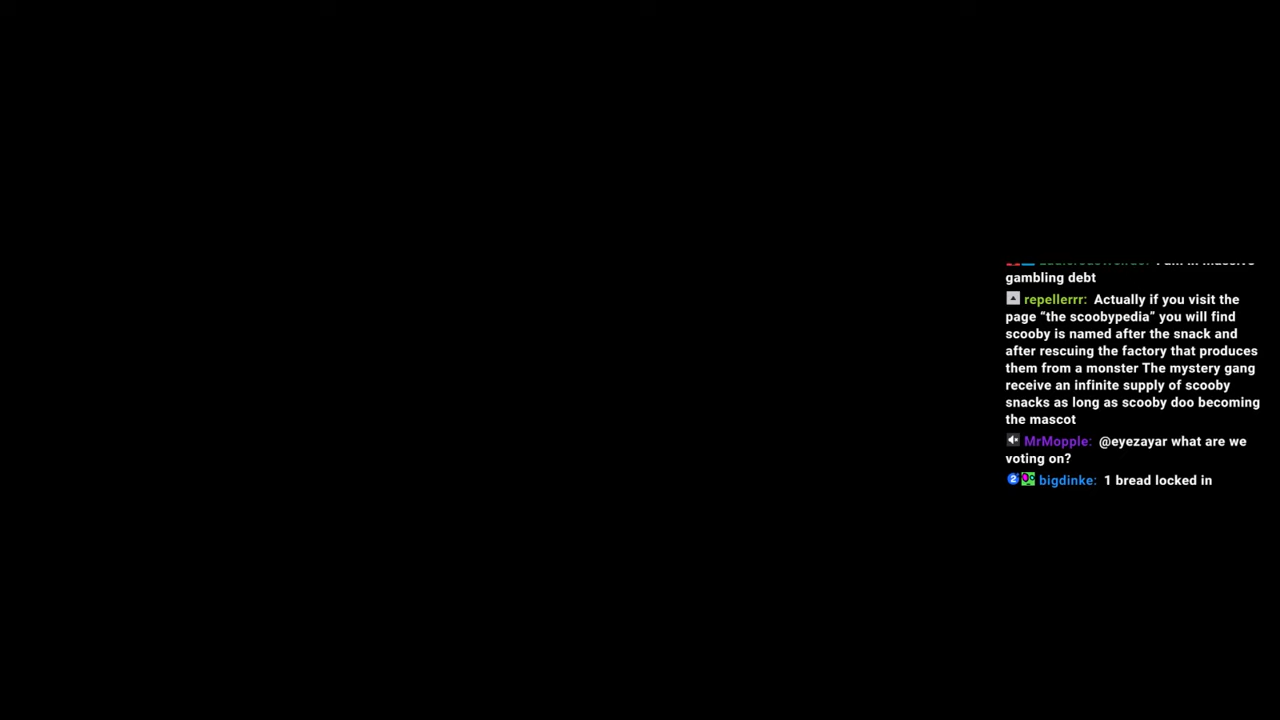 gambling debt
repellerrr: Actually if you visit the
page “the scoobypedia” you will find
scooby is named after the snack and
after rescuing the factory that produces
them from a monster The mystery gang
receive an infinite supply of scooby
snacks as long as scooby doo becoming
the mascot
MrMopple: @eyezayar what are we
voting on?
2 bigdinke: 1 bread locked in